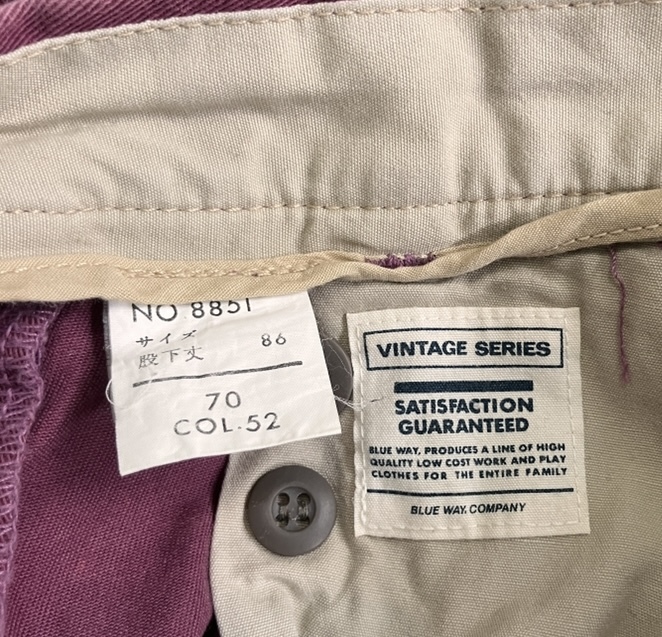 NO 8851
サイズ 86
股下丈
70
COL.52
VINTAGE SERIES
SATISFACTION
GUARANTEED
BLUE WAY, PRODUCES A LINE OF HIGH
QUALITY LOW COST WORK AND PLAY
CLOTHES FOR THE ENTIRE FAMILY
BLUE WAY.COMPANY